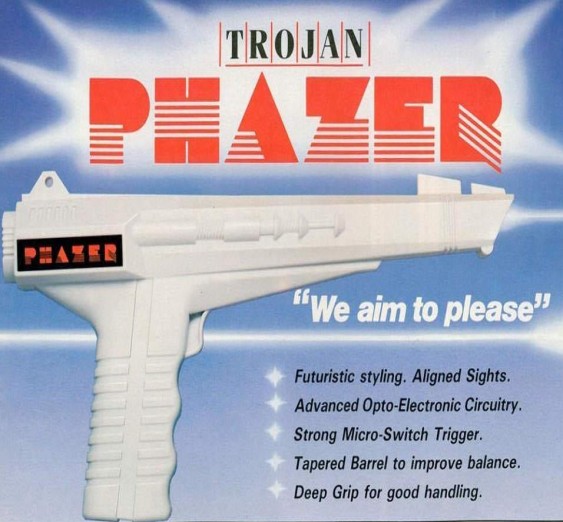 TROJAN
PHAZER
PHAZER
"We aim to please"
Futuristic styling. Aligned Sights.
Advanced Opto-Electronic Circuitry.
Strong Micro-Switch Trigger.
Tapered Barrel to improve balance.
Deep Grip for good handling.